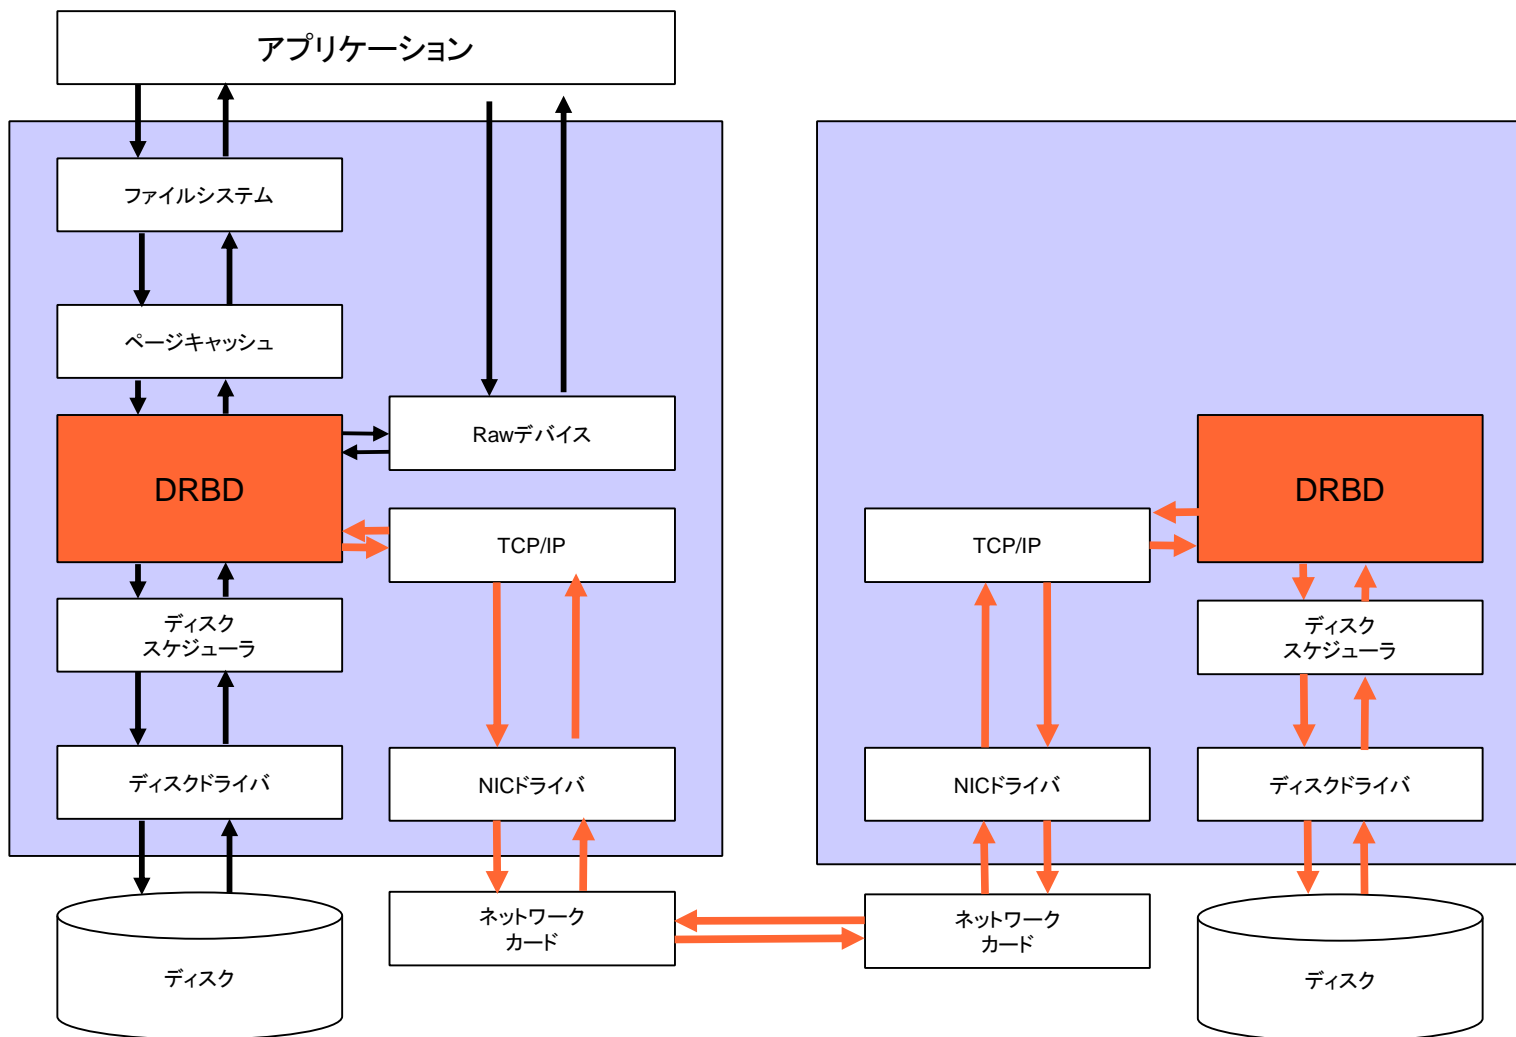 アプリケーション
ファイルシステム
ページキャッシュ
DRBD
Rawデバイス
TCP/IP
ディスク
スケジューラ
ディスクドライバ
NICドライバ
ネットワーク
カード
ディスク
DRBD
TCP/IP
ディスク
スケジューラ
NICドライバ
ディスクドライバ
ネットワーク
カード
ディスク